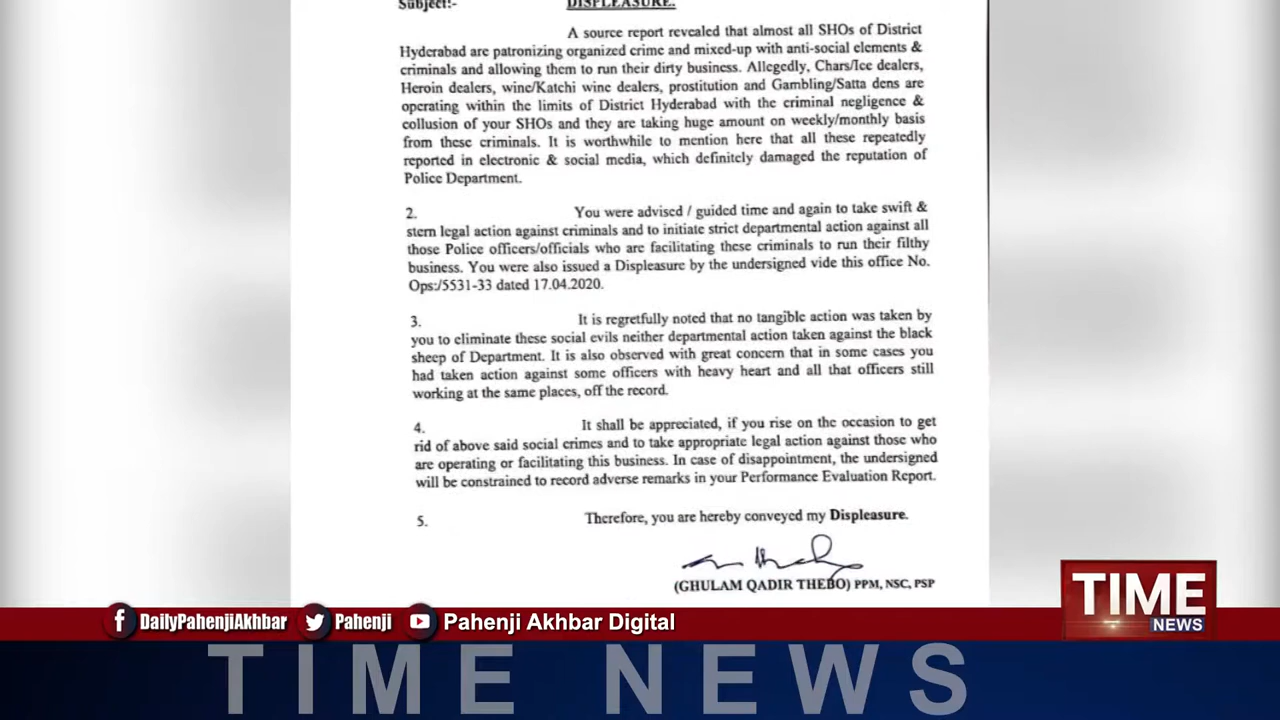 Subject:- DISPLEASURE.
A source report revealed that almost all SHOs of District
Hyderabad are patronizing organized crime and mixed-up with anti-social elements &
criminals and allowing them to run their dirty business. Allegedly, Chars/Ice dealers,
Heroin dealers, wine/Katchi wine dealers, prostitution and Gambling/Satta dens are
operating within the limits of District Hyderabad with the criminal negligence &
collusion of your SHOs and they are taking huge amount on weekly/monthly basis
from these criminals. It is worthwhile to mention here that all these repeatedly
reported in electronic & social media, which definitely damaged the reputation of
Police Department.
2. You were advised / guided time and again to take swift &
stern legal action against criminals and to initiate strict departmental action against all
those Police officers/officials who are facilitating these criminals to run their filthy
business. You were also issued a Displeasure by the undersigned vide this office No.
Ops:/5531-33 dated 17.04.2020.
3. It is regretfully noted that no tangible action was taken by
you to eliminate these social evils neither departmental action taken against the black
sheep of Department. It is also observed with great concern that in some cases you
had taken action against some officers with heavy heart and all that officers still
working at the same places, off the record.
4. It shall be appreciated, if you rise on the occasion to get
rid of above said social crimes and to take appropriate legal action against those who
are operating or facilitating this business. In case of disappointment, the undersigned
will be constrained to record adverse remarks in your Performance Evaluation Report.
5. Therefore, you are hereby conveyed my Displeasure.
(GHULAM QADIR THEBO) PPM, NSC, PSP
TIME
NEWS
DailyPahenjiAkhbar Pahenji Pahenji Akhbar Digital
TIME NEWS